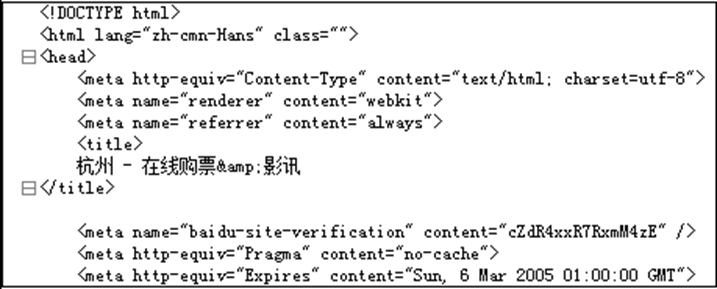 <!DOCTYPE html>
<html lang="zh-cmn-Hans" class="">
<head>
<meta http-equiv="Content-Type" content="text/html; charset=utf-8">
<meta name="renderer" content="webkit">
<meta name="referrer" content="always">
<title>
杭州 - 在线购票&amp;影讯
</title>
<meta name="baidu-site-verification" content="cZdR4xxR7RxmM4zE" />
<meta http-equiv="Pragma" content="no-cache">
<meta http-equiv="Expires" content="Sun, 6 Mar 2005 01:00:00 GMT">